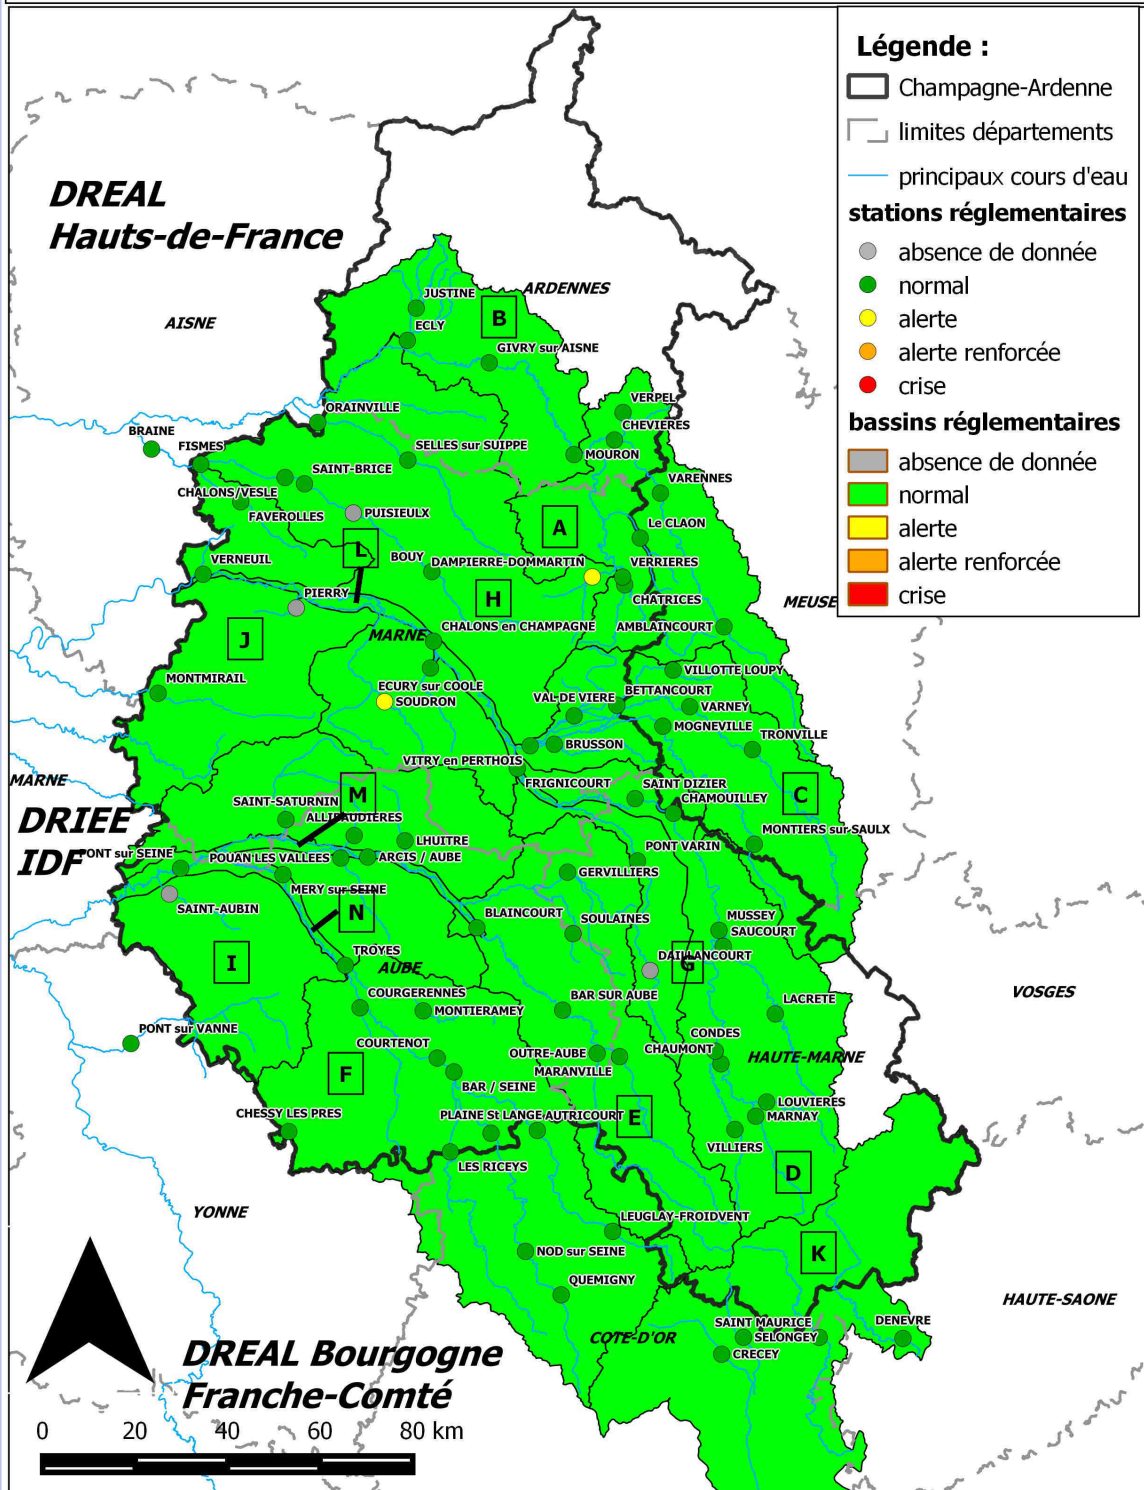 Légende :
Champagne-Ardenne
limites départements
principaux cours d'eau
stations réglementaires
absence de donnée
normal
alerte
alerte renforcée
crise
bassins réglementaires
absence de donnée
normal
alerte
alerte renforcée
crise
DREAL
Hauts-de-France
AISNE
ARDENNES
JUSTINE
B
ECLY
GIVRY sur AISNE
VERPEL
ORAINVILLE
CHEVIERES
BRAINE
FISMES
SELLES sur SUIPPE
MOURON
SAINT-BRICE
VARENNES
CHALONS/VESLE
FAVEROLLES
PUISIEULX
A
Le CLAON
L
BOUY
DAMPIERRE-DOMMARTIN
VERRIERES
VERNEUIL
PIERRY
H
CHATRICES
MEUSE
J
MARNE
CHALONS en CHAMPAGNE
AMBLAINCOURT
VILLOTTE LOUPY
MONTMIRAIL
ECURY sur COOLE
SOUDRON
VAL DE VIERE
BETTANCOURT
VARNEY
MOGNEVILLE
TRONVILLE
BRUSSON
VITRY en PERTHOIS
MARNE
FRIGNICOURT
SAINT DIZIER
CHAMOUILLEY
C
M
SAINT-SATURNIN
ALLIBAUDIERES
DRIEE
IDF
LHUITRE
MONTIERS sur SAULX
PONT sur SEINE
POUAN LES VALLEES
ARCIS / AUBE
PONT VARIN
MERY sur SEINE
GERVILLIERS
SAINT-AUBIN
N
BLAINCOURT
SOULAINES
MUSSEY
SAUCOURT
I
TROYES
AUBE
DAILLANCOURT
G
COURGERENNES
MONTIERAMEY
BAR SUR AUBE
LACRETE
VOSGES
PONT sur VANNE
COURTENOT
OUTRE-AUBE
CONDES
CHAUMONT
HAUTE-MARNE
F
BAR / SEINE
MARANVILLE
CHESSY LES PRES
PLAINE St LANGE
AUTRICOURT
E
LOUVIERES
MARNAY
VILLIERS
LES RICEYS
D
YONNE
LEUGLAY-FROIDVENT
NOD sur SEINE
K
QUEMIGNY
HAUTE-SAONE
COTE-D'OR
SAINT MAURICE
SELONGEY
DENEVRE
CRECEY
DREAL Bourgogne
Franche-Comté
0 20 40 60 80 km